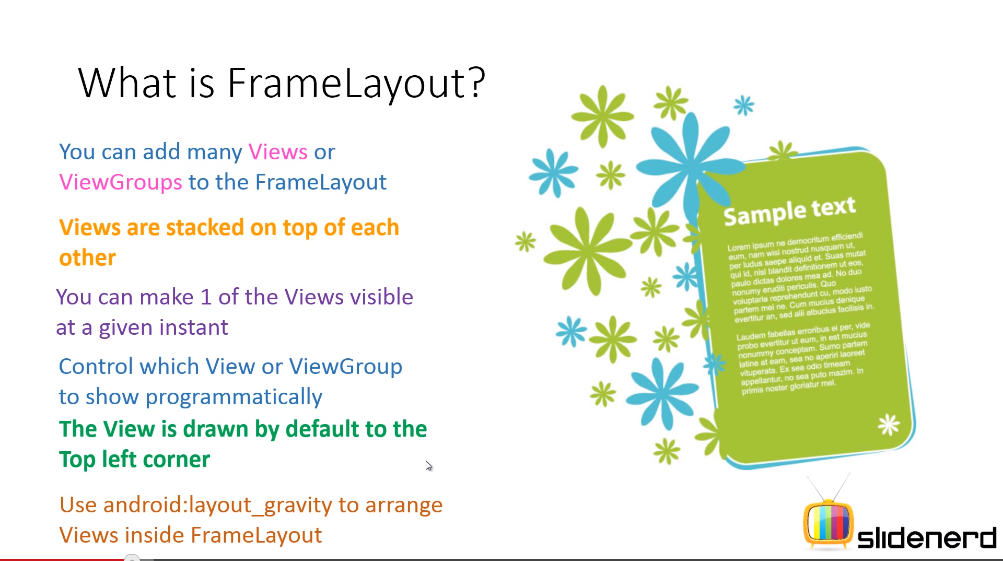 What is FrameLayout?
You can add many Views or
ViewGroups to the FrameLayout
Views are stacked on top of each
other
You can make 1 of the Views visible
at a given instant
Control which View or ViewGroup
to show programmatically
The View is drawn by default to the
Top left corner
Use android:layout_gravity to arrange
Views inside FrameLayout
Sample text
Lorem ipsum ne democritum efficiendi
eum, nam wisi nostrud nusquam ut,
per ludus saepe aliquid et. Suas mutat
qui id, nisl blandit definitionem ut eos,
paulo dictas dolores mea ad. No duo
nonumy eruditi periculis. Quo
voluptaria reprehendunt cu, modo iusto
partem mei ne. Cum mucius denique
evertitur an, sed alii albucius facilisis in.
Laudem fabellas erroribus ei per, vide
probo evertitur ut eum, in est mucius
nonummy conceptam. Sumo partem
latine at eam, sea no aperiri laoreet
vituperata. Ex sea odio timeam
appellantur, no sea puto mazim. In
primis noster gloriatur mel.
slidenerd